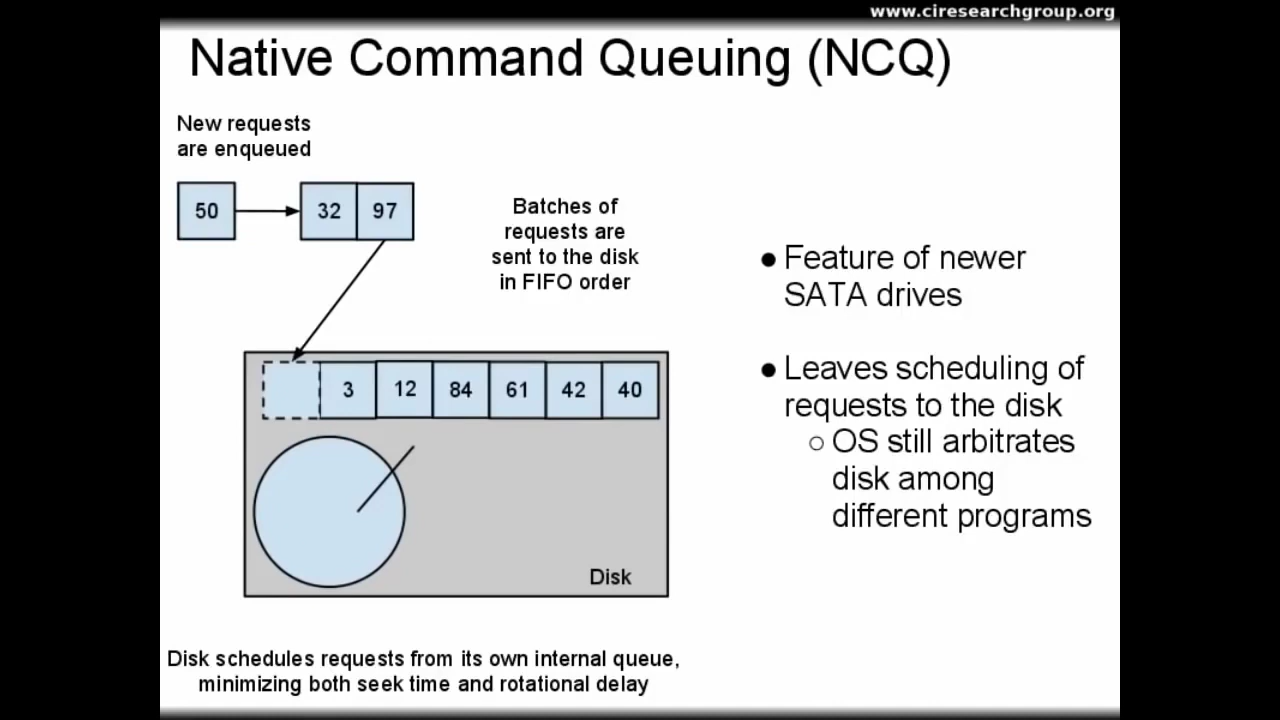 www.ciresearchgroup.org
Native Command Queuing (NCQ)
New requests
are enqueued
50
32
97
Batches of
requests are
sent to the disk
in FIFO order
3
12
84
61
42
40
Disk
Disk schedules requests from its own internal queue,
minimizing both seek time and rotational delay
● Feature of newer
SATA drives
● Leaves scheduling of
requests to the disk
○ OS still arbitrates
disk among
different programs